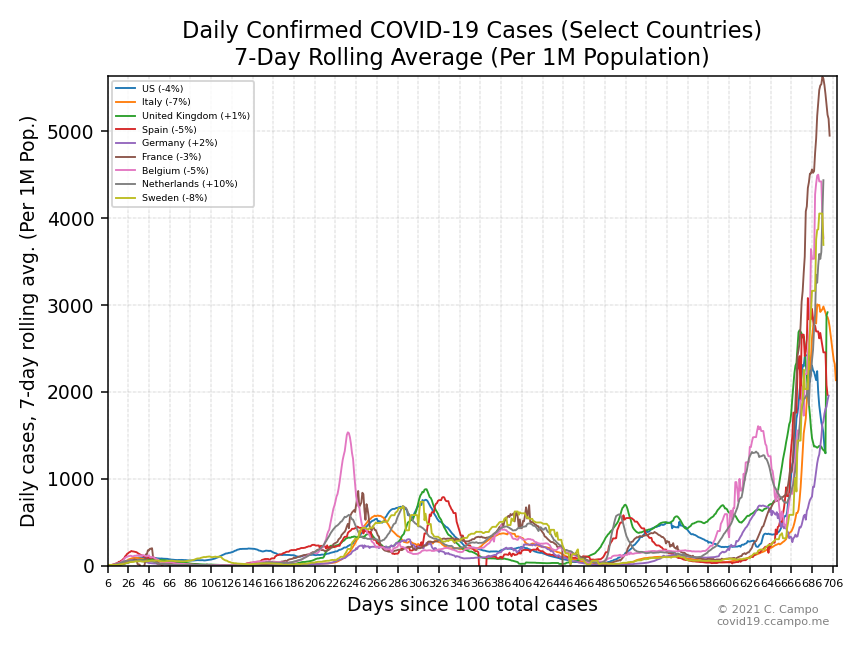 Daily Confirmed COVID-19 Cases (Select Countries)
7-Day Rolling Average (Per 1M Population)
Daily cases, 7-day rolling avg. (Per 1M Pop.)
US (-4%)
Italy (-7%)
United Kingdom (+1%)
Spain (-5%)
Germany (+2%)
France (-3%)
Belgium (-5%)
Netherlands (+10%)
Sweden (-8%)
5000
4000
3000
2000
1000
0
6 26 46 66 86 106 126 146 166 186 206 226 246 266 286 306 326 346 366 386 406 426 446 466 486 506 526 546 566 586 606 626 646 666 686 706
Days since 100 total cases
© 2021 C. Campo
covid19.ccampo.me